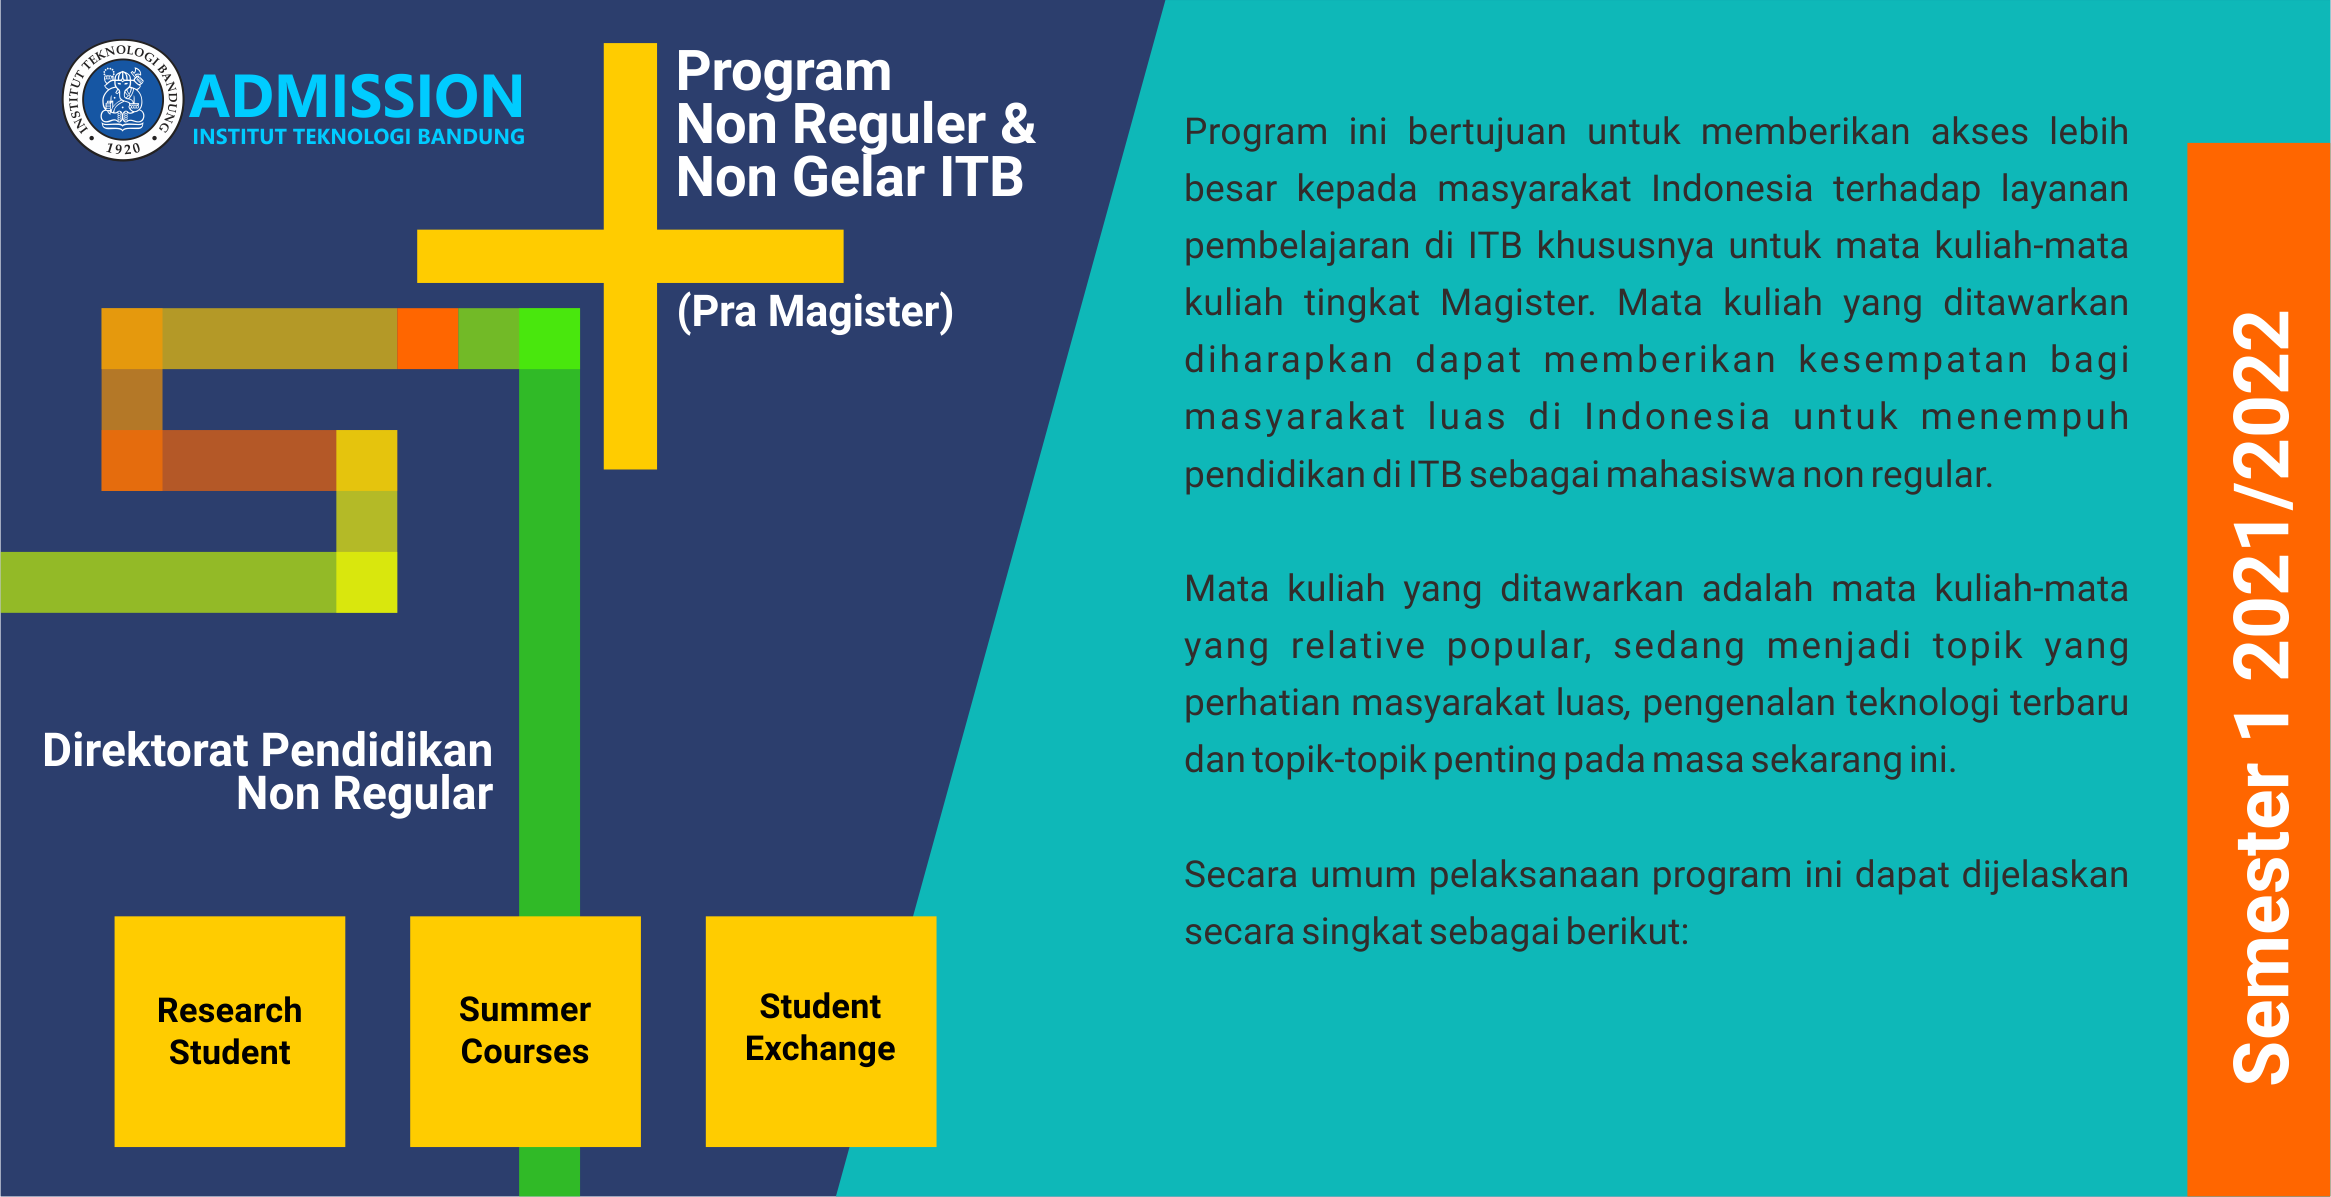 INSTITUT TEKNOLOGI BANDUNG
• 1920 •
ADMISSION
INSTITUT TEKNOLOGI BANDUNG
Program
Non Reguler &
Non Gelar ITB
(Pra Magister)
Direktorat Pendidikan
Non Regular
Research
Student
Summer
Courses
Student
Exchange
Program ini bertujuan untuk memberikan akses lebih
besar kepada masyarakat Indonesia terhadap layanan
pembelajaran di ITB khususnya untuk mata kuliah-mata
kuliah tingkat Magister. Mata kuliah yang ditawarkan
diharapkan dapat memberikan kesempatan bagi
masyarakat luas di Indonesia untuk menempuh
pendidikan di ITB sebagai mahasiswa non regular.
Mata kuliah yang ditawarkan adalah mata kuliah-mata
yang relative popular, sedang menjadi topik yang
perhatian masyarakat luas, pengenalan teknologi terbaru
dan topik-topik penting pada masa sekarang ini.
Secara umum pelaksanaan program ini dapat dijelaskan
secara singkat sebagai berikut:
Semester 1 2021/2022